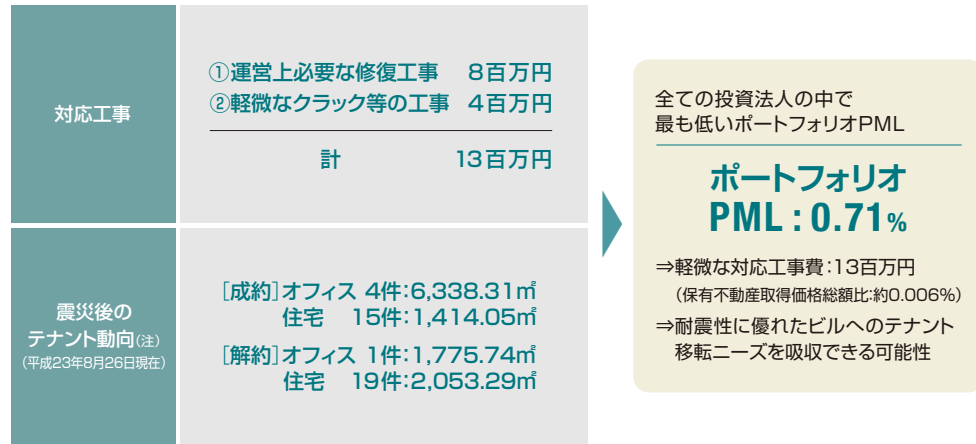 対応工事
①運営上必要な修復工事 8百万円
②軽微なクラック等の工事 4百万円
計 13百万円
震災後の
テナント動向(注)
(平成23年8月26日現在)
[成約]オフィス 4件:6,338.31㎡
住宅 15件:1,414.05㎡
[解約]オフィス 1件:1,775.74㎡
住宅 19件:2,053.29㎡
全ての投資法人の中で
最も低いポートフォリオPML
ポートフォリオ
PML:0.71%
⇒軽微な対応工事費:13百万円
(保有不動産取得価格総額比:約0.006%)
⇒耐震性に優れたビルへのテナント
移転ニーズを吸収できる可能性